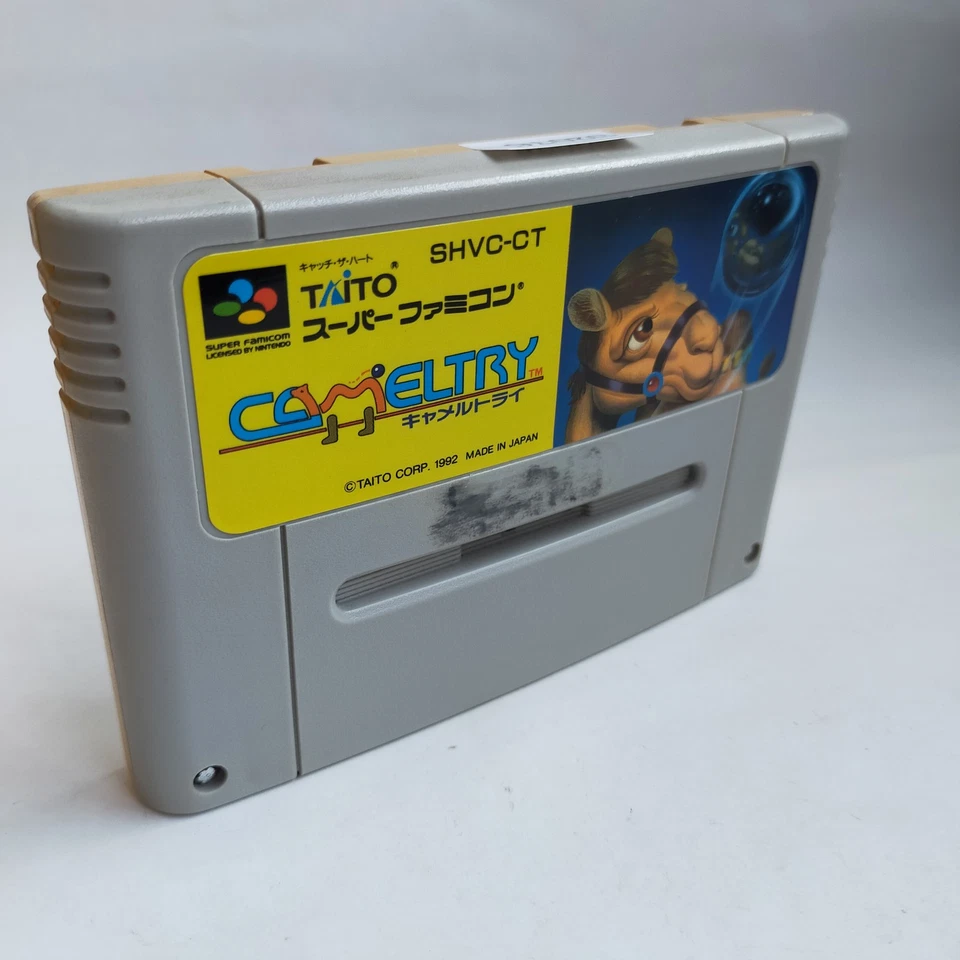 キャッチ・ザ・ハート
TAITO®
SHVC-CT
スーパーファミコン®
SUPER FAMICOM
LICENSED BY NINTENDO
CAMELTRY™
キャメルトライ
©TAITO CORP. 1992 MADE IN JAPAN